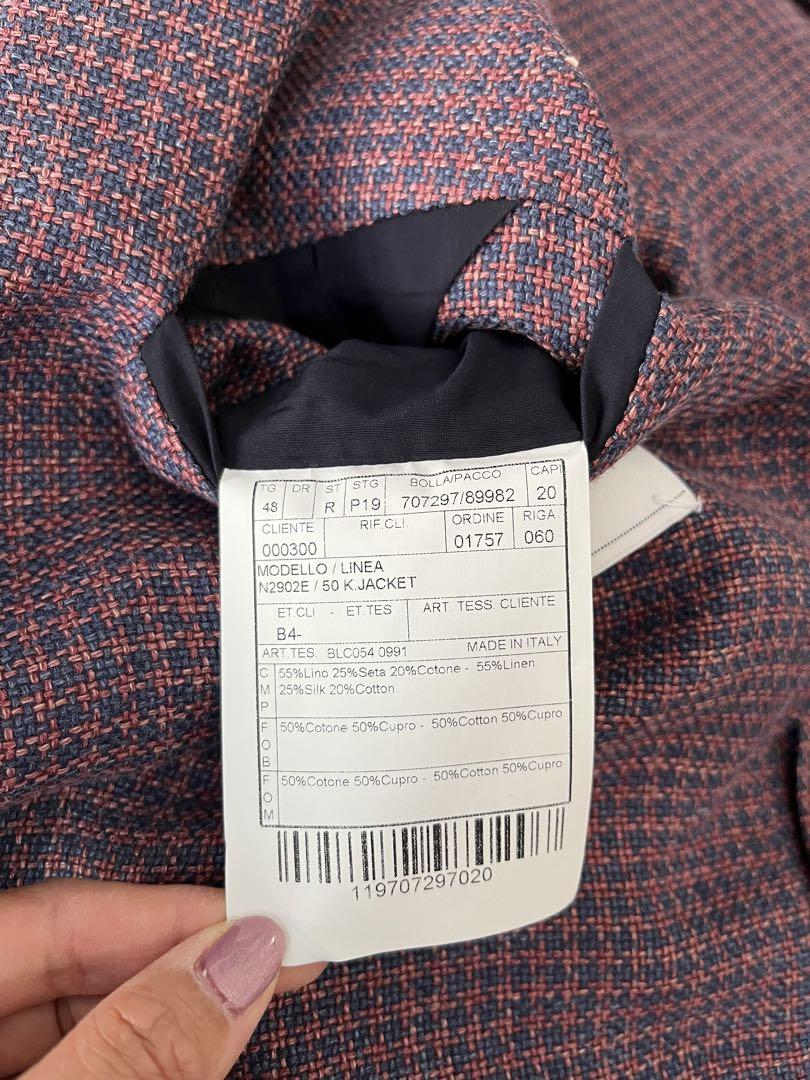 TG DR ST STG BOLLA/PACCO CAPI
48 R P19 707297/89982 20
CLIENTE RIF.CLI. ORDINE RIGA
000300 01757 060
MODELLO / LINEA
N2902E / 50 K.JACKET
ET.CLI - ET.TES ART. TESS. CLIENTE
B4-
ART.TES. BLC054 0991 MADE IN ITALY
CMP 55%Lino 25%Seta 20%Cotone - 55%Linen
25%Silk 20%Cotton
FOB 50%Cotone 50%Cupro - 50%Cotton 50%Cupro
FOM 50%Cotone 50%Cupro - 50%Cotton 50%Cupro
119707297020